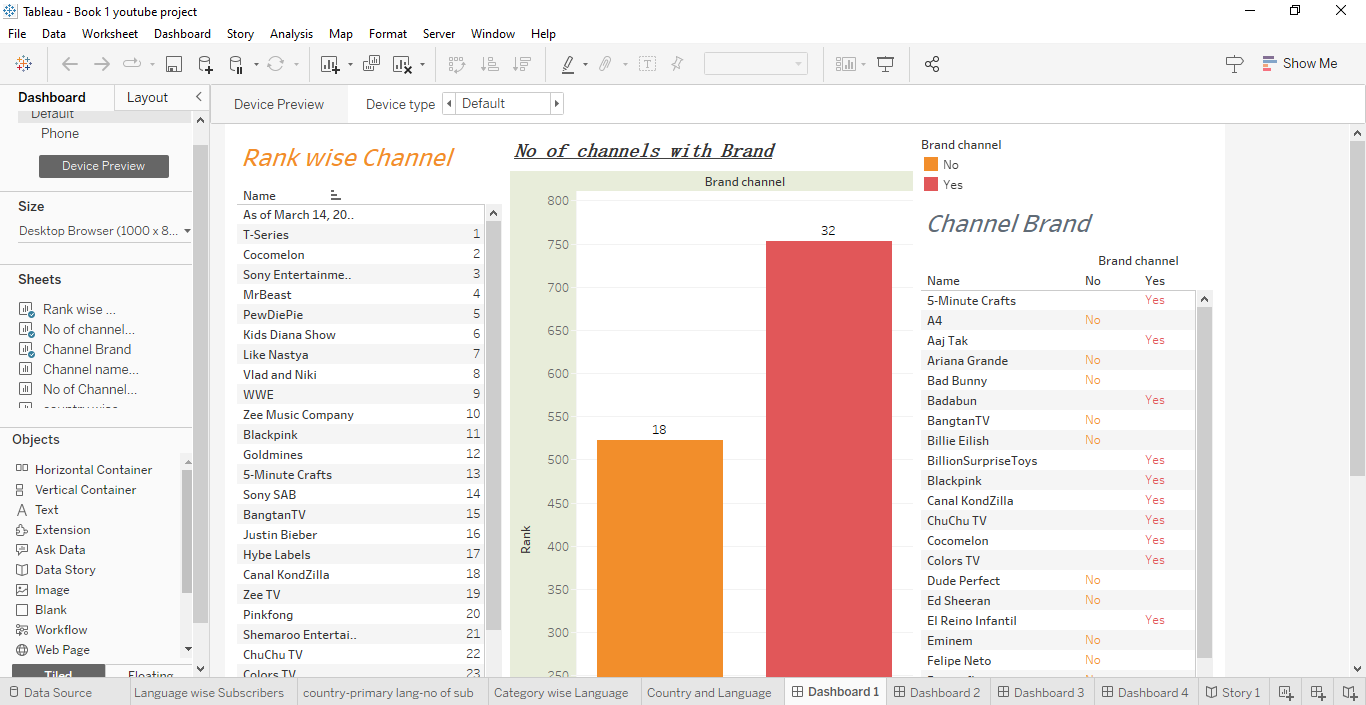 Tableau - Book 1 youtube project
File Data Worksheet Dashboard Story Analysis Map Format Server Window Help
Show Me
Dashboard Layout
Default
Phone
Device Preview
Size
Desktop Browser (1000 x 8...
Sheets
Rank wise ...
No of channel...
Channel Brand
Channel name...
No of Channel...
Objects
Horizontal Container
Vertical Container
Text
Extension
Ask Data
Data Story
Image
Blank
Workflow
Web Page
Tiled Floating
Device Preview Device type Default
Rank wise Channel
Name
As of March 14, 20..
T-Series 1
Cocomelon 2
Sony Entertainme.. 3
MrBeast 4
PewDiePie 5
Kids Diana Show 6
Like Nastya 7
Vlad and Niki 8
WWE 9
Zee Music Company 10
Blackpink 11
Goldmines 12
5-Minute Crafts 13
Sony SAB 14
BangtanTV 15
Justin Bieber 16
Hybe Labels 17
Canal KondZilla 18
Zee TV 19
Pinkfong 20
Shemaroo Entertai.. 21
ChuChu TV 22
Colors TV 23
No of channels with Brand
Brand channel
800
750
700
650
600
550
500
450
400
350
300
250
Rank
18
32
Brand channel
No
Yes
Channel Brand
Brand channel
Name No Yes
5-Minute Crafts Yes
A4 No
Aaj Tak Yes
Ariana Grande No
Bad Bunny No
Badabun Yes
BangtanTV No
Billie Eilish No
BillionSurpriseToys Yes
Blackpink Yes
Canal KondZilla Yes
ChuChu TV Yes
Cocomelon Yes
Colors TV Yes
Dude Perfect No
Ed Sheeran No
El Reino Infantil Yes
Eminem No
Felipe Neto No
Data Source Language wise Subscribers country-primary lang-no of sub Category wise Language Country and Language Dashboard 1 Dashboard 2 Dashboard 3 Dashboard 4 Story 1